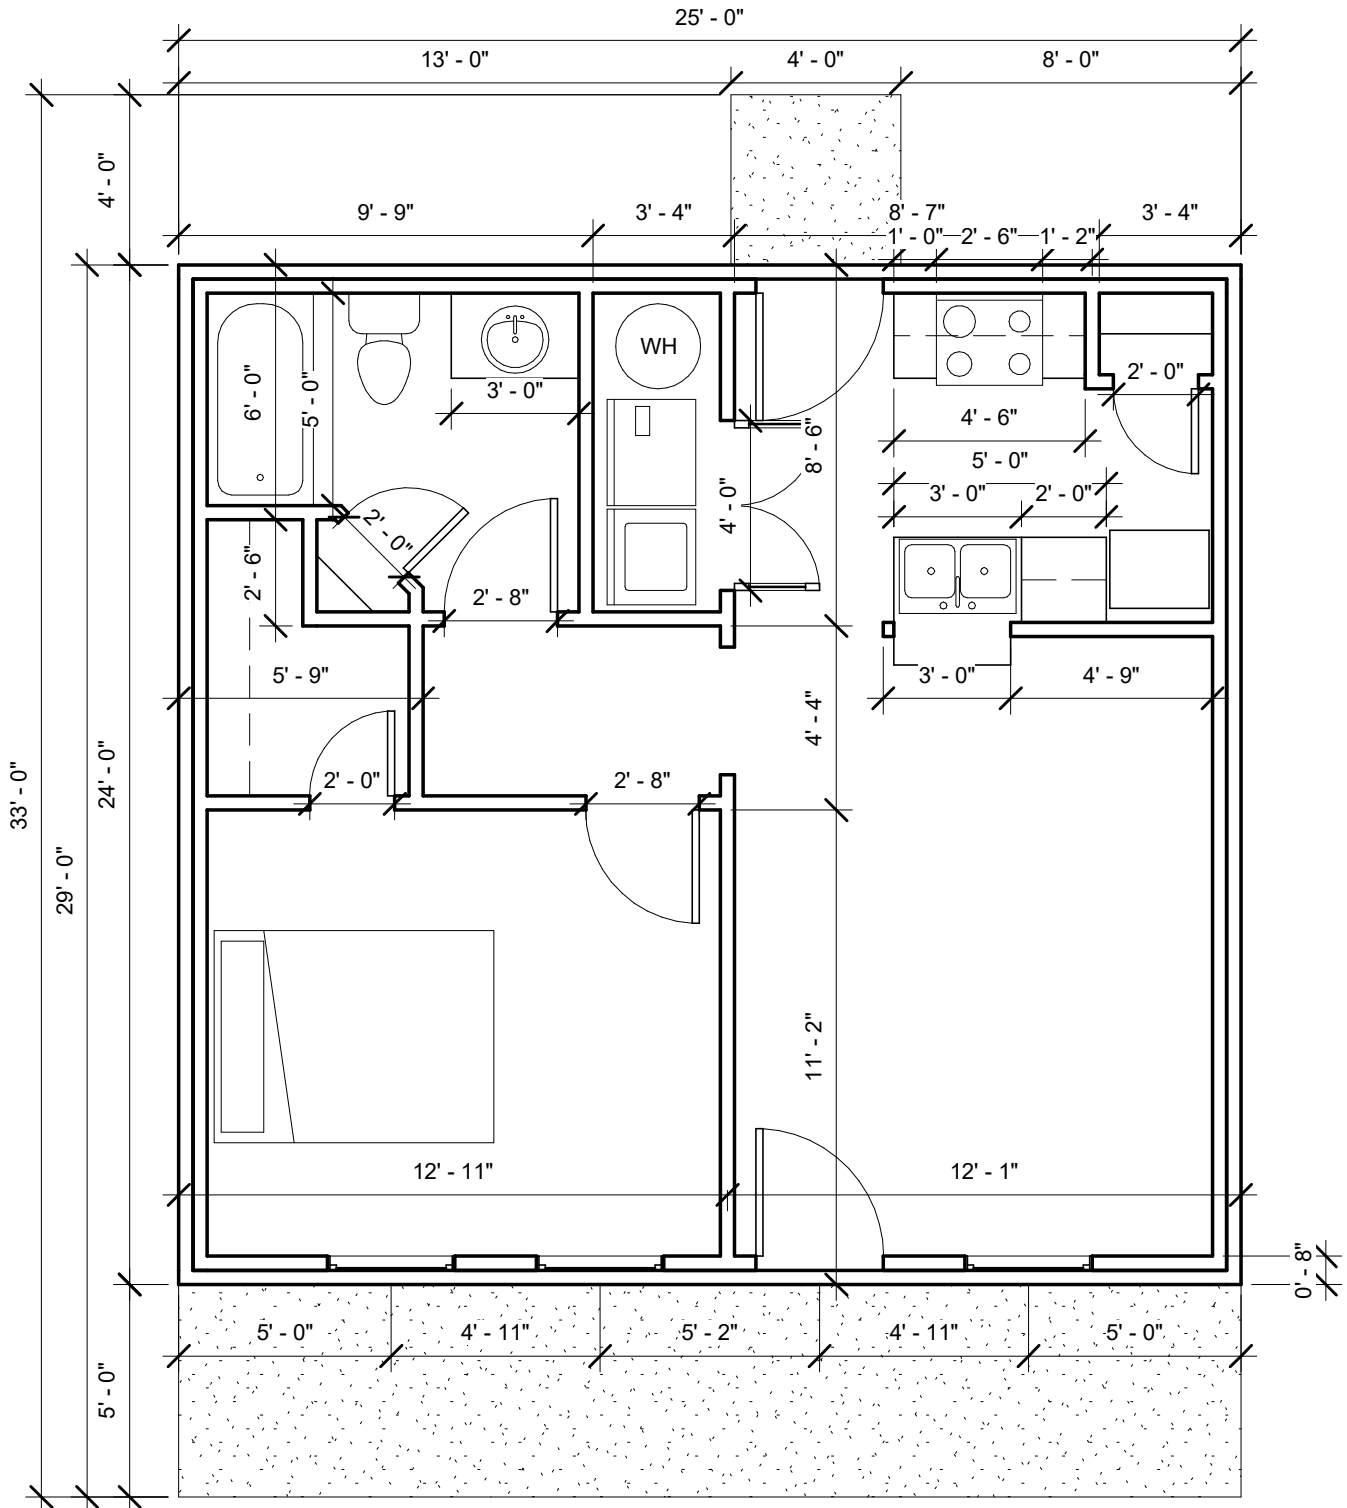 25' - 0"
13' - 0"
4' - 0"
8' - 0"
4' - 0"
9' - 9"
3' - 4"
8' - 7"
3' - 4"
1' - 0"
2' - 6"
1' - 2"
WH
6' - 0"
5' - 0"
3' - 0"
2' - 0"
4' - 6"
8' - 6"
5' - 0"
3' - 0"
2' - 0"
4' - 0"
2' - 0"
2' - 6"
2' - 8"
5' - 9"
3' - 0"
4' - 9"
4' - 4"
2' - 0"
2' - 8"
24' - 0"
33' - 0"
29' - 0"
11' - 2"
12' - 11"
12' - 1"
0' - 8"
5' - 0"
4' - 11"
5' - 2"
4' - 11"
5' - 0"
5' - 0"